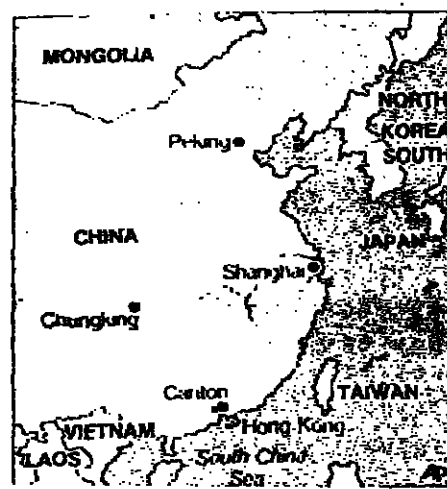 MONGOLIA
NORTH
KOREA
SOUTH
Peking
CHINA
JAPAN
Shanghai
Chungking
Canton
TAIWAN
Hong Kong
VIETNAM
LAOS
South China
Sea